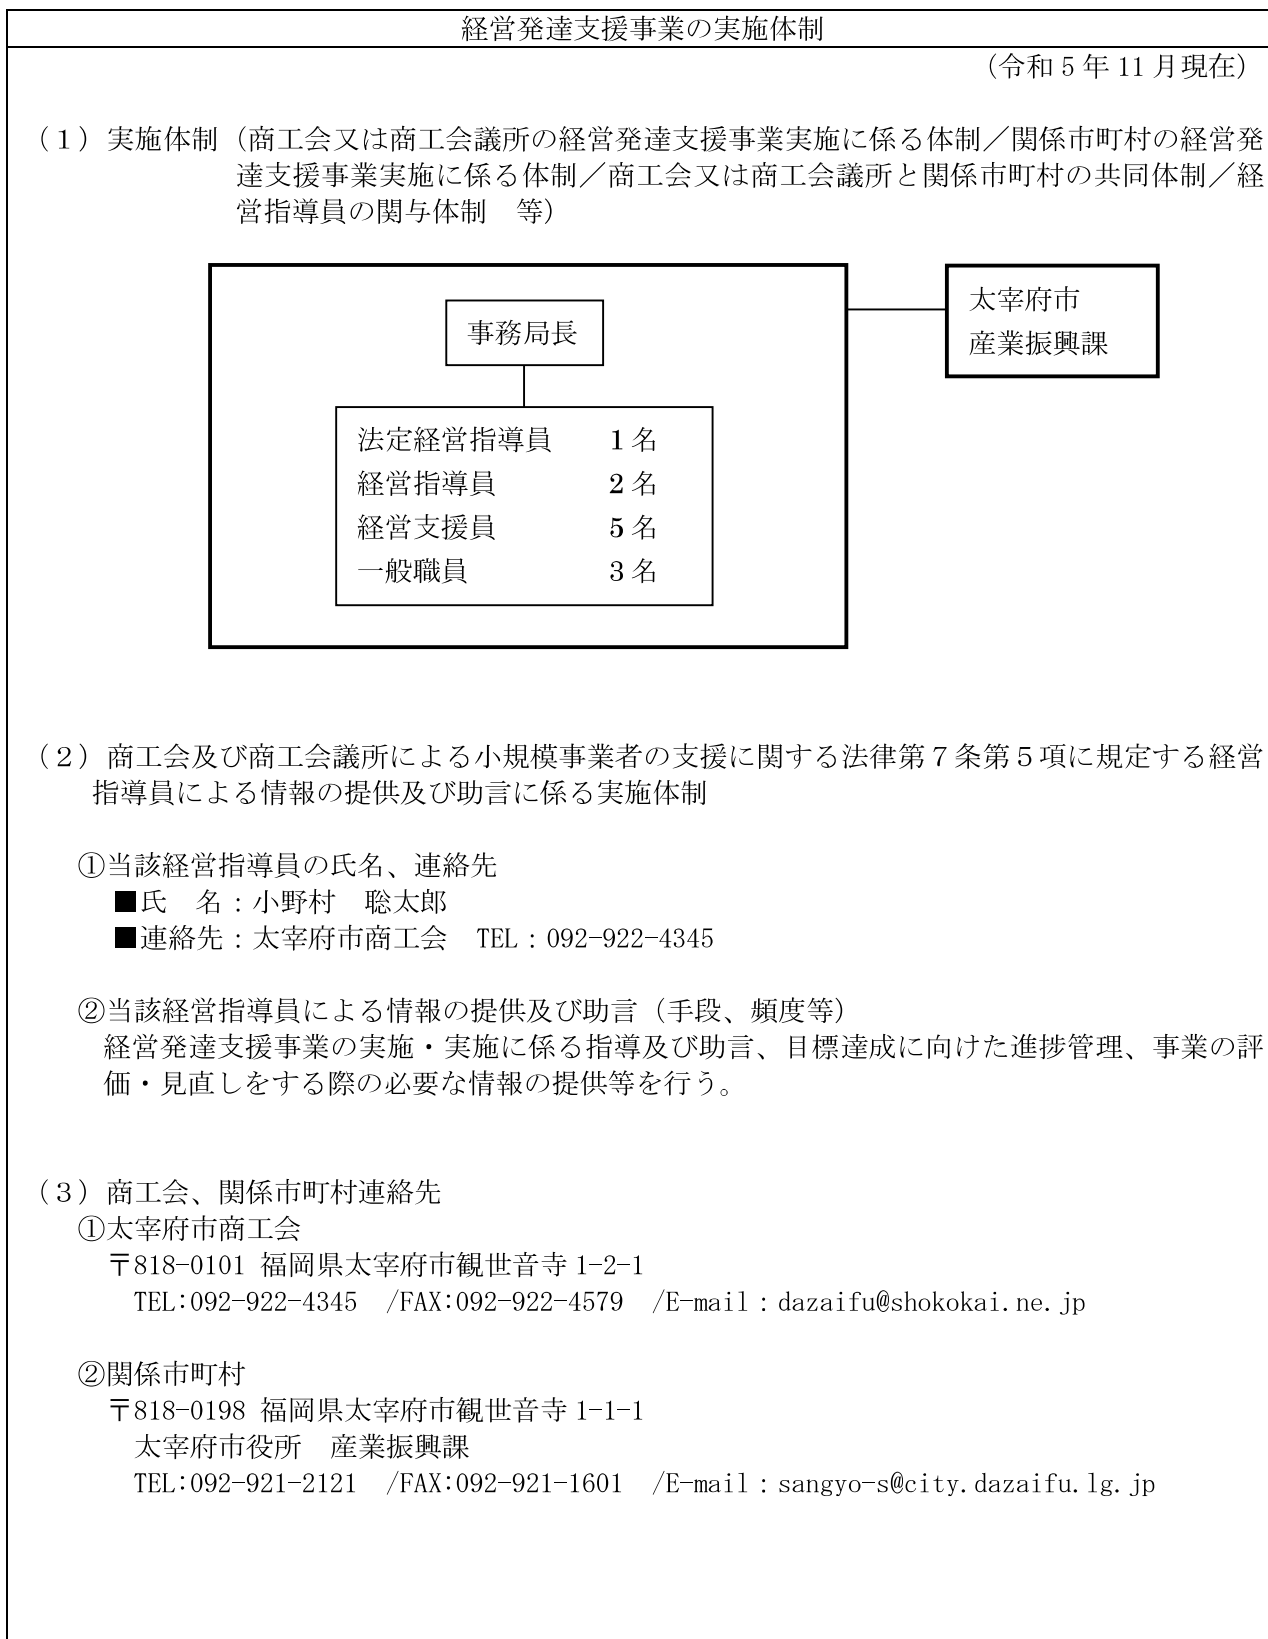 経営発達支援事業の実施体制
（令和５年 11 月現在）
（１）実施体制（商工会又は商工会議所の経営発達支援事業実施に係る体制／関係市町村の経営発
達支援事業実施に係る体制／商工会又は商工会議所と関係市町村の共同体制／経
営指導員の関与体制　等）
太宰府市
産業振興課
事務局長
法定経営指導員　　1 名
経営指導員　　　　2 名
経営支援員　　　　5 名
一般職員　　　　　3 名
（２）商工会及び商工会議所による小規模事業者の支援に関する法律第７条第５項に規定する経営
指導員による情報の提供及び助言に係る実施体制
①当該経営指導員の氏名、連絡先
■氏　名：小野村　聡太郎
■連絡先：太宰府市商工会　TEL：092-922-4345
②当該経営指導員による情報の提供及び助言（手段、頻度等）
経営発達支援事業の実施・実施に係る指導及び助言、目標達成に向けた進捗管理、事業の評
価・見直しをする際の必要な情報の提供等を行う。
（３）商工会、関係市町村連絡先
①太宰府市商工会
〒818-0101 福岡県太宰府市観世音寺 1-2-1
TEL:092-922-4345　/FAX:092-922-4579　/E-mail：dazaifu@shokokai.ne.jp
②関係市町村
〒818-0198 福岡県太宰府市観世音寺 1-1-1
太宰府市役所　産業振興課
TEL:092-921-2121　/FAX:092-921-1601　/E-mail：sangyo-s@city.dazaifu.lg.jp